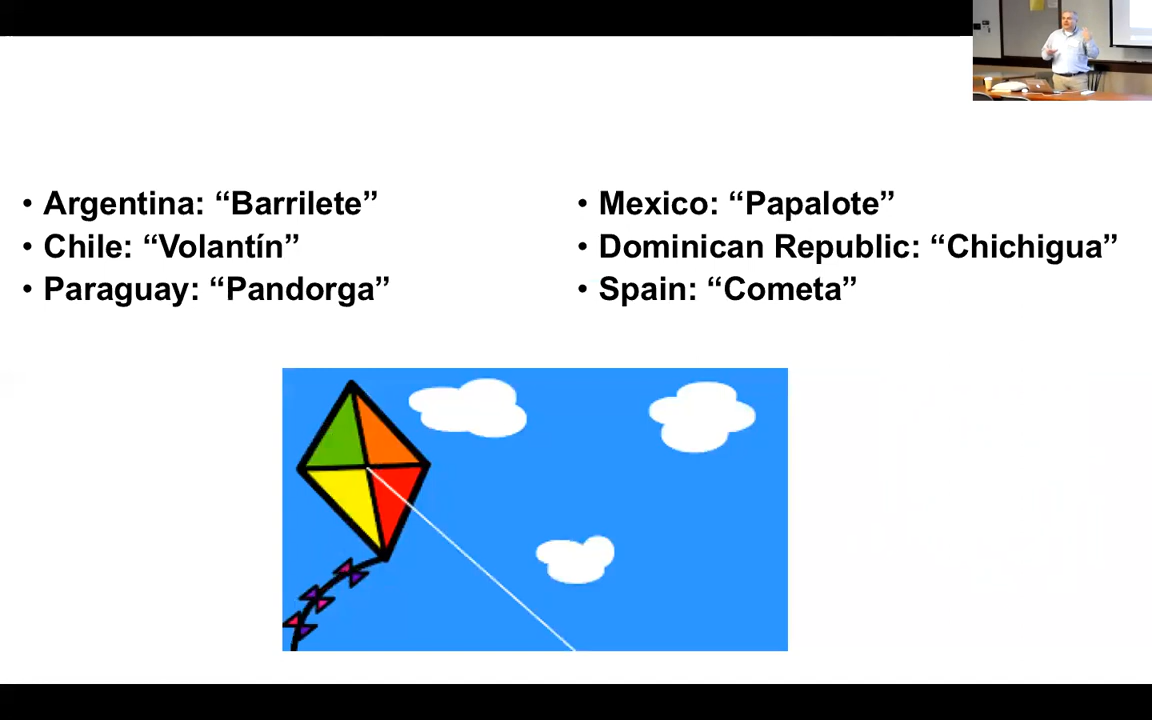 • Argentina: “Barrilete”
• Chile: “Volantín”
• Paraguay: “Pandorga”
• Mexico: “Papalote”
• Dominican Republic: “Chichigua”
• Spain: “Cometa”